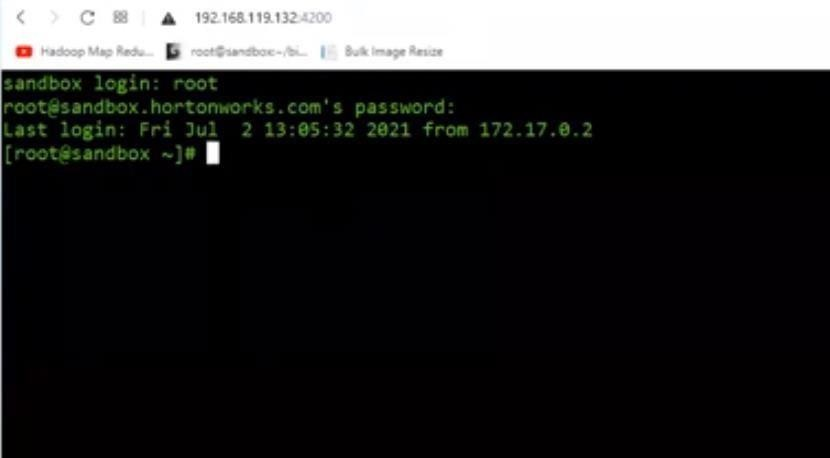 192.168.119.132:4200
Hadoop Map Redu... root@sandbox:~/bi... Bulk Image Resize
sandbox login: root
root@sandbox.hortonworks.com's password:
Last login: Fri Jul  2 13:05:32 2021 from 172.17.0.2
[root@sandbox ~]#